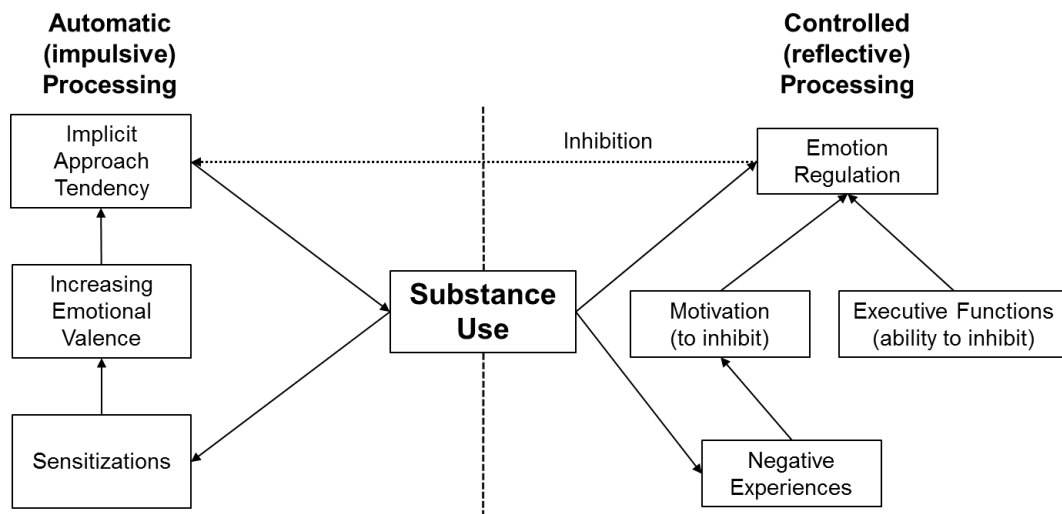 Automatic
(impulsive)
Processing
Controlled
(reflective)
Processing
Implicit
Approach
Tendency
Inhibition
Emotion
Regulation
Increasing
Emotional
Valence
Substance
Use
Motivation
(to inhibit)
Executive Functions
(ability to inhibit)
Sensitizations
Negative
Experiences